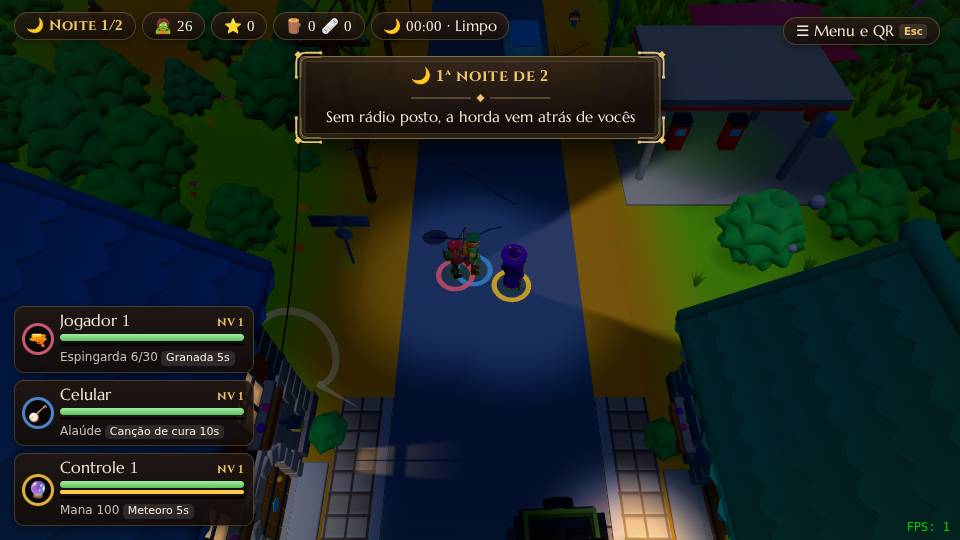 NOITE 1/2
26
0
0 0
00:00 · Limpo
☰ Menu e QR Esc
1ª NOITE DE 2
Sem rádio posto, a horda vem atrás de vocês
Jogador 1 NV 1
Espingarda 6/30 Granada 5s
Celular NV 1
Alaúde Canção de cura 10s
Controle 1 NV 1
Mana 100 Meteoro 5s
FPS: 1